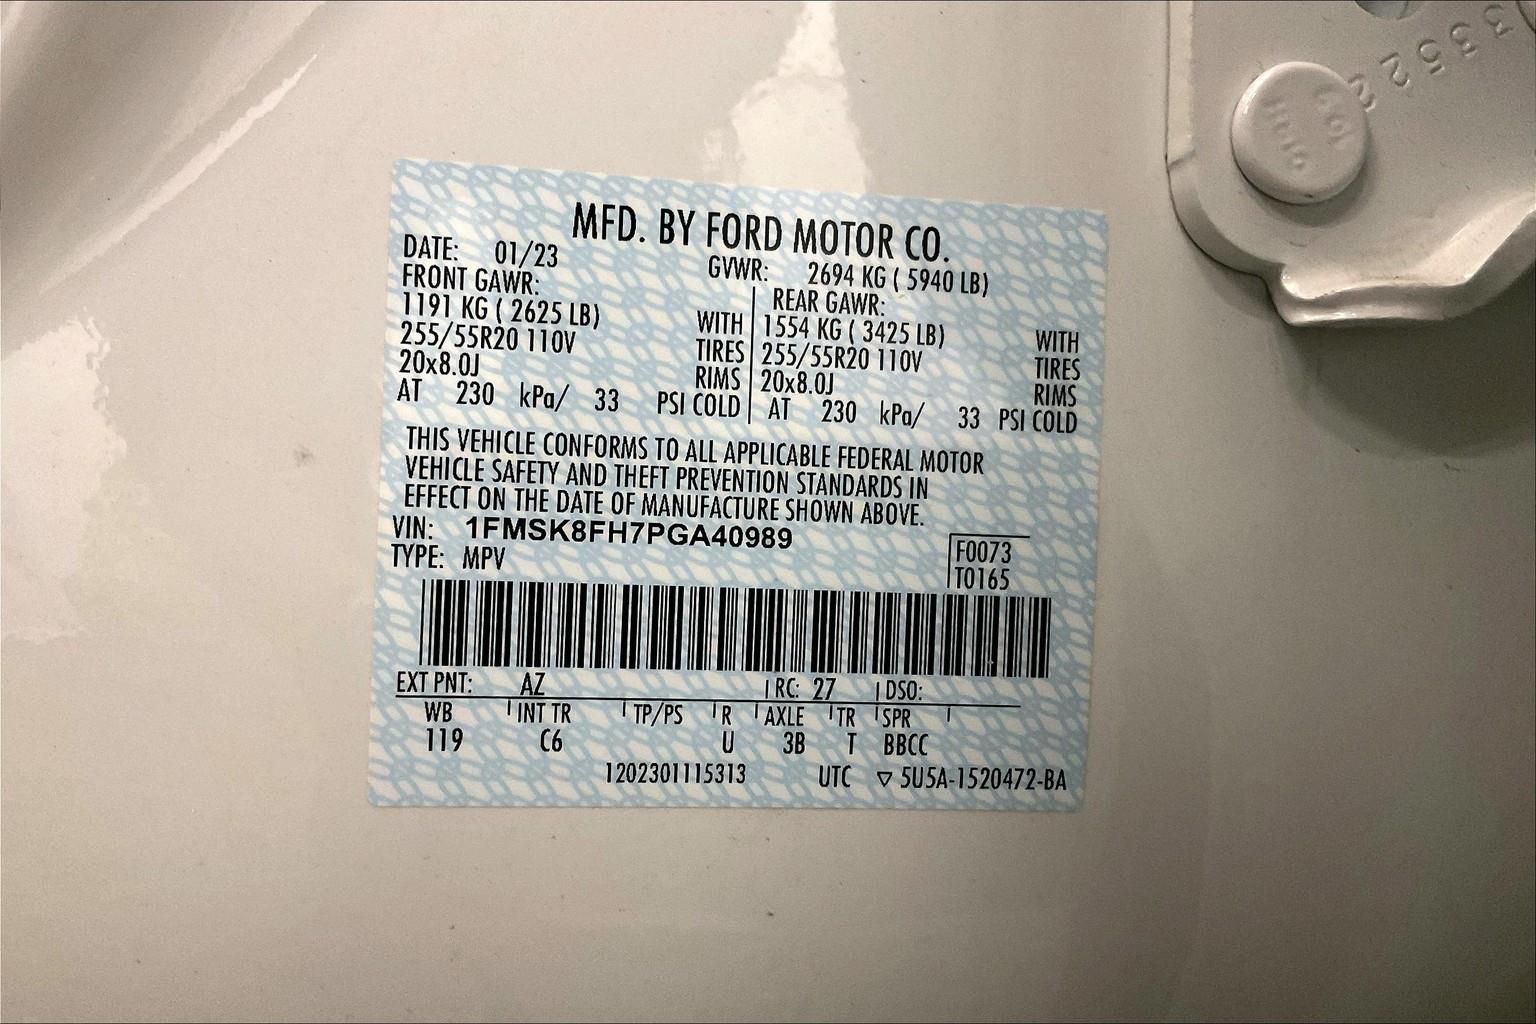 MFD. BY FORD MOTOR CO.
DATE: 01/23 GVWR: 2694 KG ( 5940 LB)
FRONT GAWR: REAR GAWR:
1191 KG ( 2625 LB) WITH 1554 KG ( 3425 LB) WITH
255/55R20 110V TIRES 255/55R20 110V TIRES
20x8.0J RIMS 20x8.0J RIMS
AT 230 kPa/ 33 PSI COLD AT 230 kPa/ 33 PSI COLD
THIS VEHICLE CONFORMS TO ALL APPLICABLE FEDERAL MOTOR
VEHICLE SAFETY AND THEFT PREVENTION STANDARDS IN
EFFECT ON THE DATE OF MANUFACTURE SHOWN ABOVE.
VIN: 1FMSK8FH7PGA40989 F0073
TYPE: MPV T0165
EXT PNT: AZ RC: 27 DSO:
WB INT TR TP/PS R AXLE TR SPR
119 C6 U 3B T BBCC
1202301115313 UTC ▽ 5U5A-1520472-BA